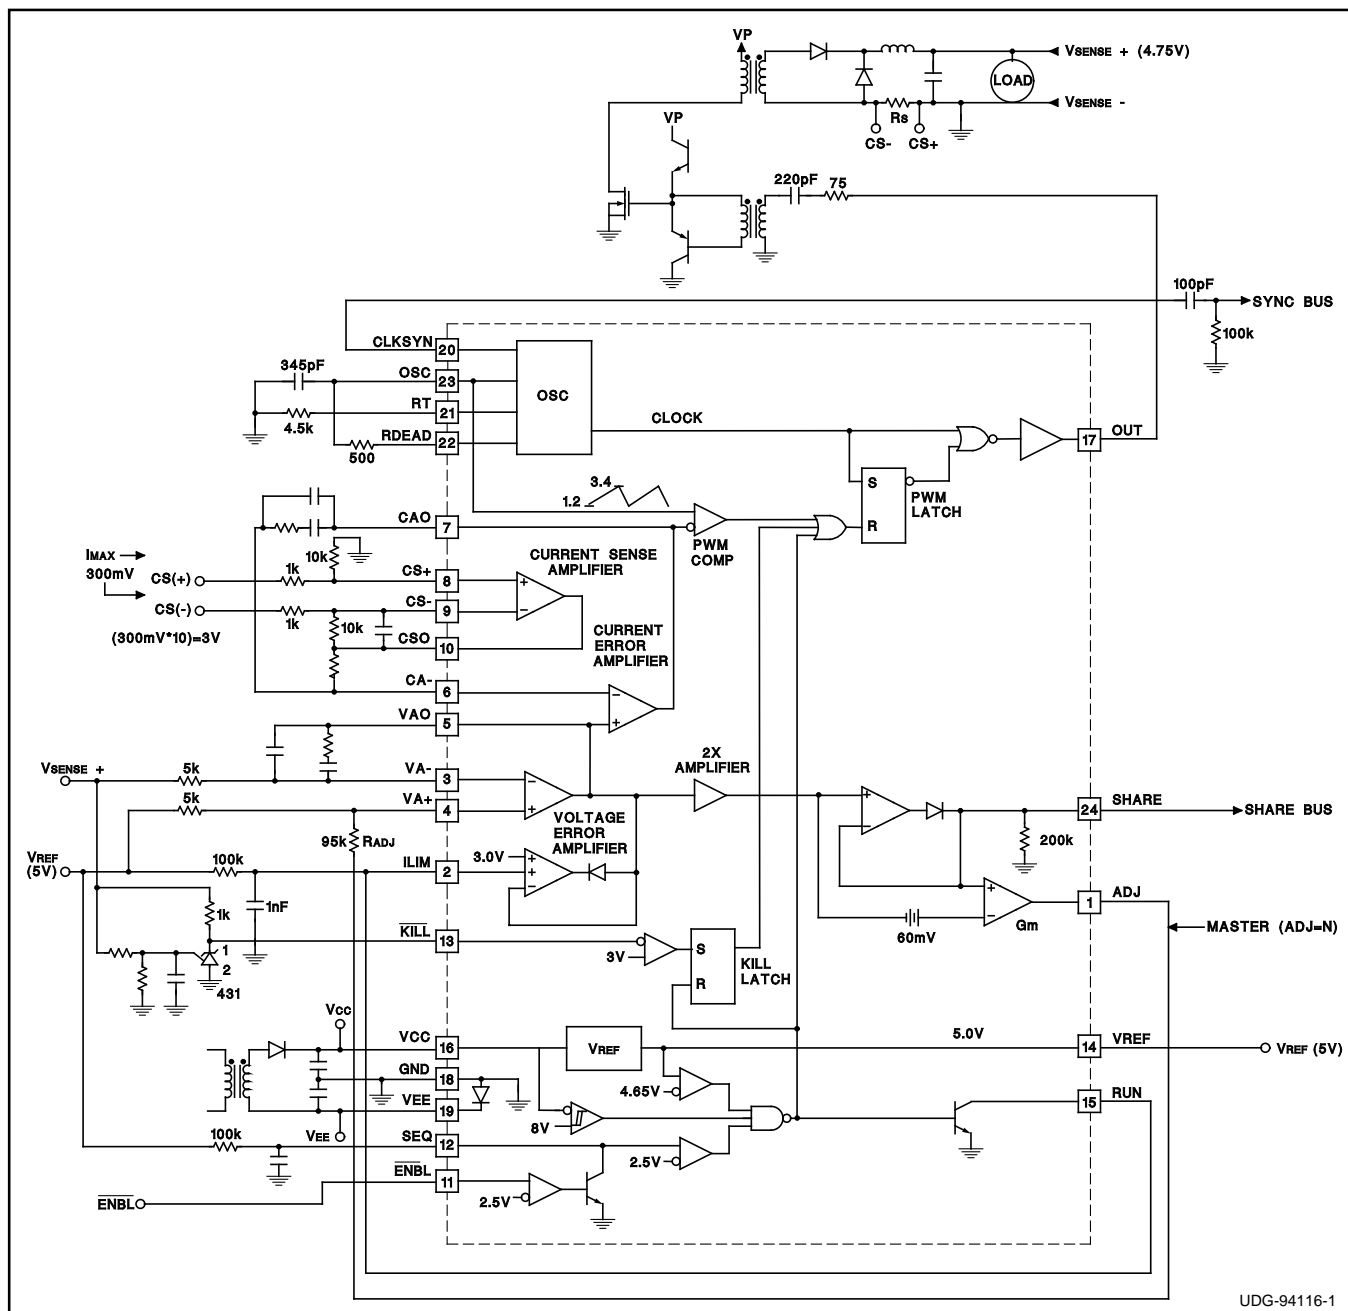 VP
VSENSE + (4.75V)
LOAD
VSENSE -
Rs
CS-
CS+
VP
220pF
75
100pF
SYNC BUS
100k
CLKSYN
20
345pF
OSC
23
OSC
RT
21
4.5k
RDEAD
22
500
CLOCK
17
OUT
S
R
PWM
LATCH
3.4
1.2
CAO
7
PWM
COMP
IMAX
300mV
10k
CURRENT SENSE
AMPLIFIER
CS(+)
1k
CS+
8
+
−
CS(-)
1k
CS-
9
(300mV*10)=3V
10k
CSO
10
CURRENT
ERROR
AMPLIFIER
CA-
6
−
+
VAO
5
VSENSE +
5k
VA-
3
−
+
2X
AMPLIFIER
5k
VA+
4
+
−
24
SHARE
SHARE BUS
95k
RADJ
VOLTAGE
ERROR
AMPLIFIER
200k
VREF
(5V)
100k
ILIM
2
3.0V
+
+
−
1k
1nF
+
−
Gm
60mV
1
ADJ
MASTER (ADJ=N)
KILL
13
3V
S
R
KILL
LATCH
1
2
431
VCC
VCC
16
VREF
5.0V
14
VREF
VREF (5V)
GND
18
4.65V
VEE
19
8V
15
RUN
VEE
100k
SEQ
12
2.5V
ENBL
11
2.5V
ENBL
UDG-94116-1